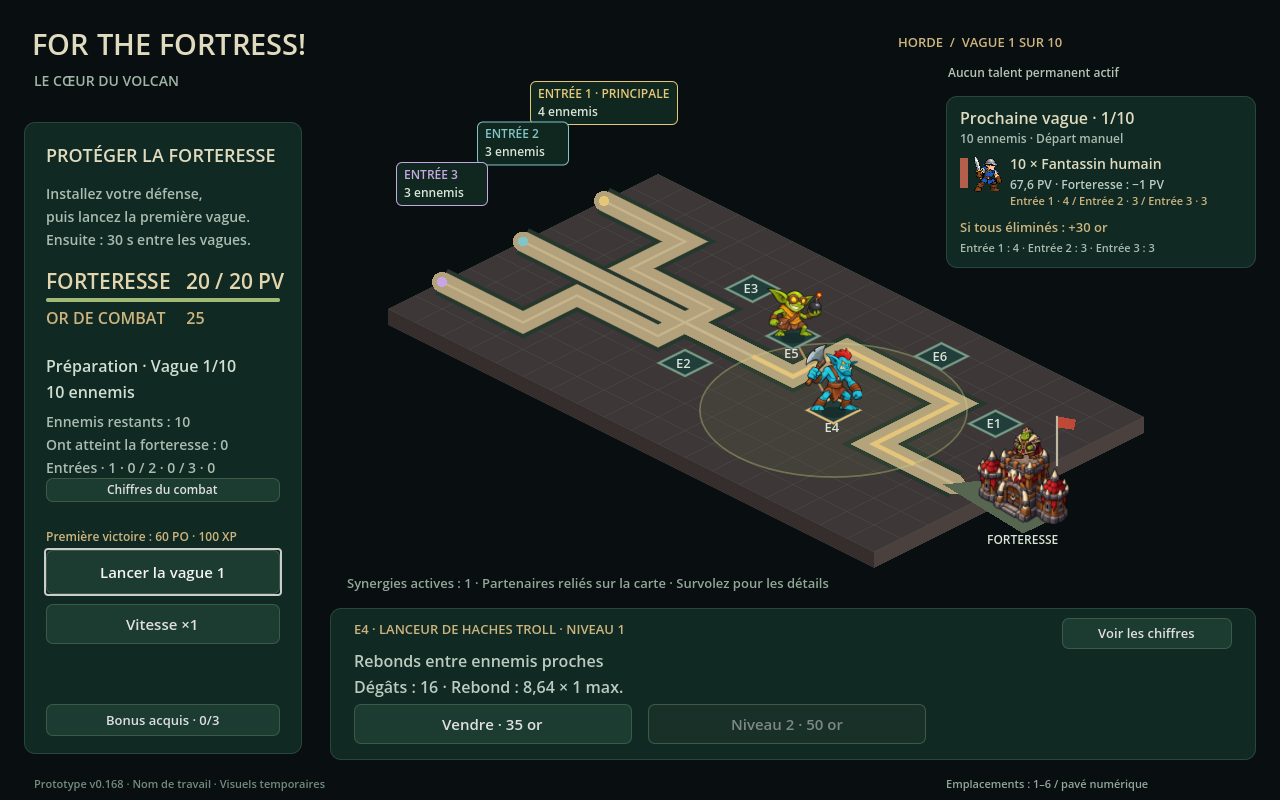 FOR THE FORTRESS!
LE CŒUR DU VOLCAN
HORDE / VAGUE 1 SUR 10
Aucun talent permanent actif
PROTÉGER LA FORTERESSE
Installez votre défense,
puis lancez la première vague.
Ensuite : 30 s entre les vagues.
FORTERESSE 20 / 20 PV
OR DE COMBAT 25
Préparation · Vague 1/10
10 ennemis
Ennemis restants : 10
Ont atteint la forteresse : 0
Entrées · 1 · 0 / 2 · 0 / 3 · 0
Chiffres du combat
Première victoire : 60 PO · 100 XP
Lancer la vague 1
Vitesse ×1
Bonus acquis · 0/3
ENTRÉE 1 · PRINCIPALE
4 ennemis
ENTRÉE 2
3 ennemis
ENTRÉE 3
3 ennemis
E3
E5
E2
E6
E4
E1
FORTERESSE
Prochaine vague · 1/10
10 ennemis · Départ manuel
10 × Fantassin humain
67,6 PV · Forteresse : −1 PV
Entrée 1 · 4 / Entrée 2 · 3 / Entrée 3 · 3
Si tous éliminés : +30 or
Entrée 1 : 4 · Entrée 2 : 3 · Entrée 3 : 3
Synergies actives : 1 · Partenaires reliés sur la carte · Survolez pour les détails
E4 · LANCEUR DE HACHES TROLL · NIVEAU 1
Voir les chiffres
Rebonds entre ennemis proches
Dégâts : 16 · Rebond : 8,64 × 1 max.
Vendre · 35 or
Niveau 2 · 50 or
Prototype v0.168 · Nom de travail · Visuels temporaires
Emplacements : 1–6 / pavé numérique